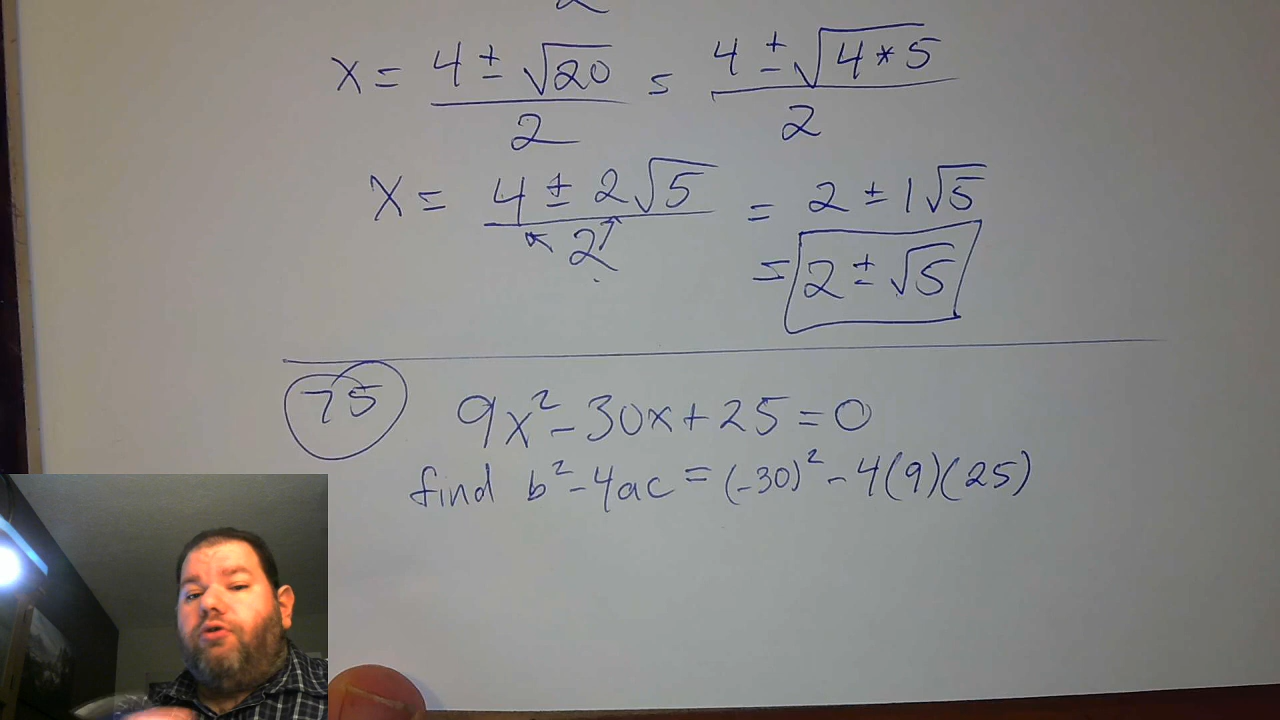 2
x = 4 ± √20 / 2 = 4 ± √4*5 / 2
x = 4 ± 2√5 / 2 = 2 ± 1√5
= 2 ± √5
75 9x² - 30x + 25 = 0
find b² - 4ac = (-30)² - 4(9)(25)